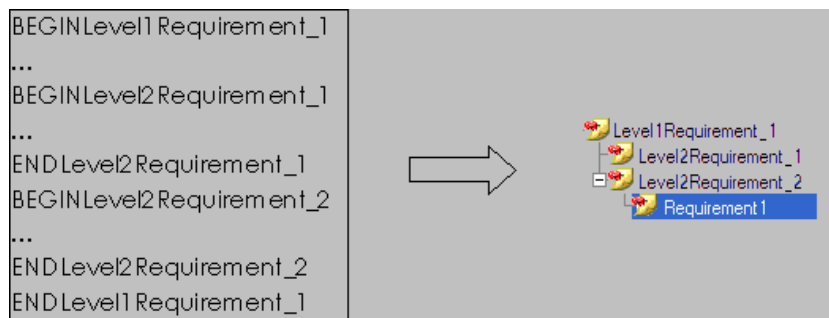 BEGINLevel1Requirement_1
...
BEGINLevel2Requirement_1
...
ENDLevel2Requirement_1
BEGINLevel2Requirement_2
...
ENDLevel2Requirement_2
ENDLevel1Requirement_1
Level1Requirement_1
Level2Requirement_1
Level2Requirement_2
Requirement1